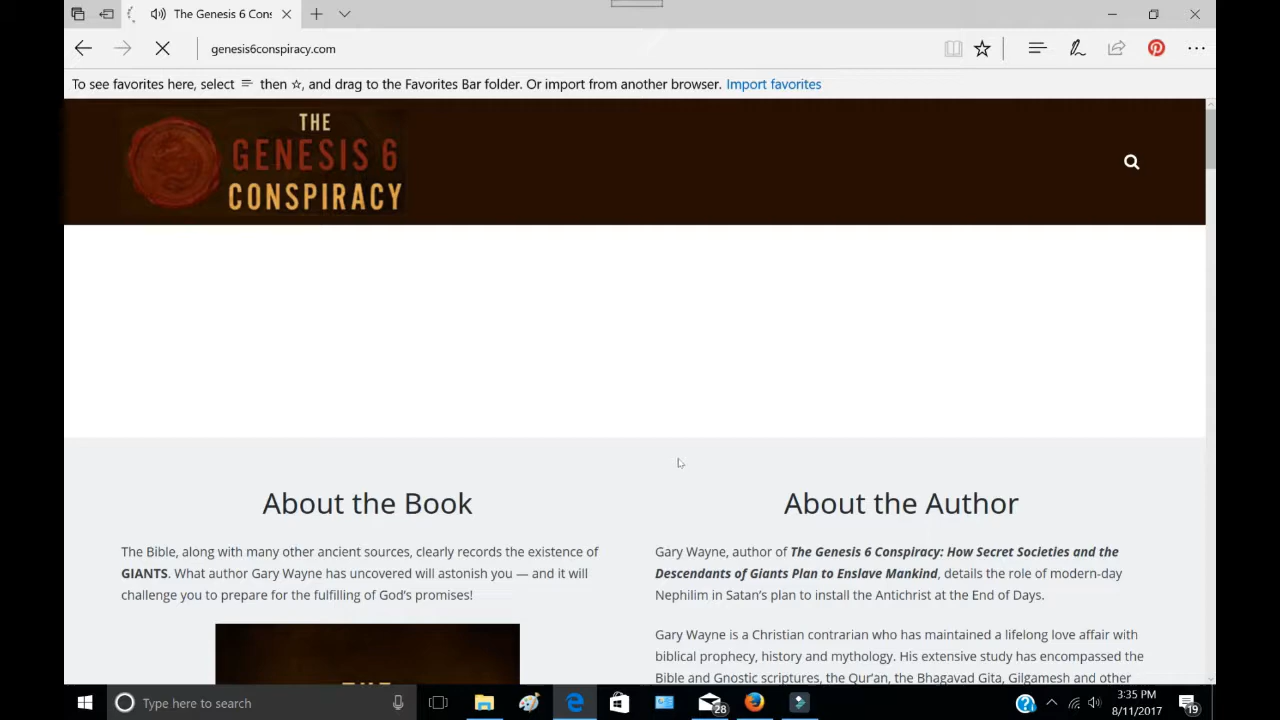 The Genesis 6 Cons
genesis6conspiracy.com
To see favorites here, select then , and drag to the Favorites Bar folder. Or import from another browser. Import favorites
THE
GENESIS 6
CONSPIRACY
About the Book
The Bible, along with many other ancient sources, clearly records the existence of
GIANTS. What author Gary Wayne has uncovered will astonish you — and it will
challenge you to prepare for the fulfilling of God's promises!
About the Author
Gary Wayne, author of The Genesis 6 Conspiracy: How Secret Societies and the
Descendants of Giants Plan to Enslave Mankind, details the role of modern-day
Nephilim in Satan's plan to install the Antichrist at the End of Days.
Gary Wayne is a Christian contrarian who has maintained a lifelong love affair with
biblical prophecy, history and mythology. His extensive study has encompassed the
Bible and Gnostic scriptures, the Qur'an, the Bhagavad Gita, Gilgamesh and other
Type here to search
28
3:35 PM
8/11/2017
19